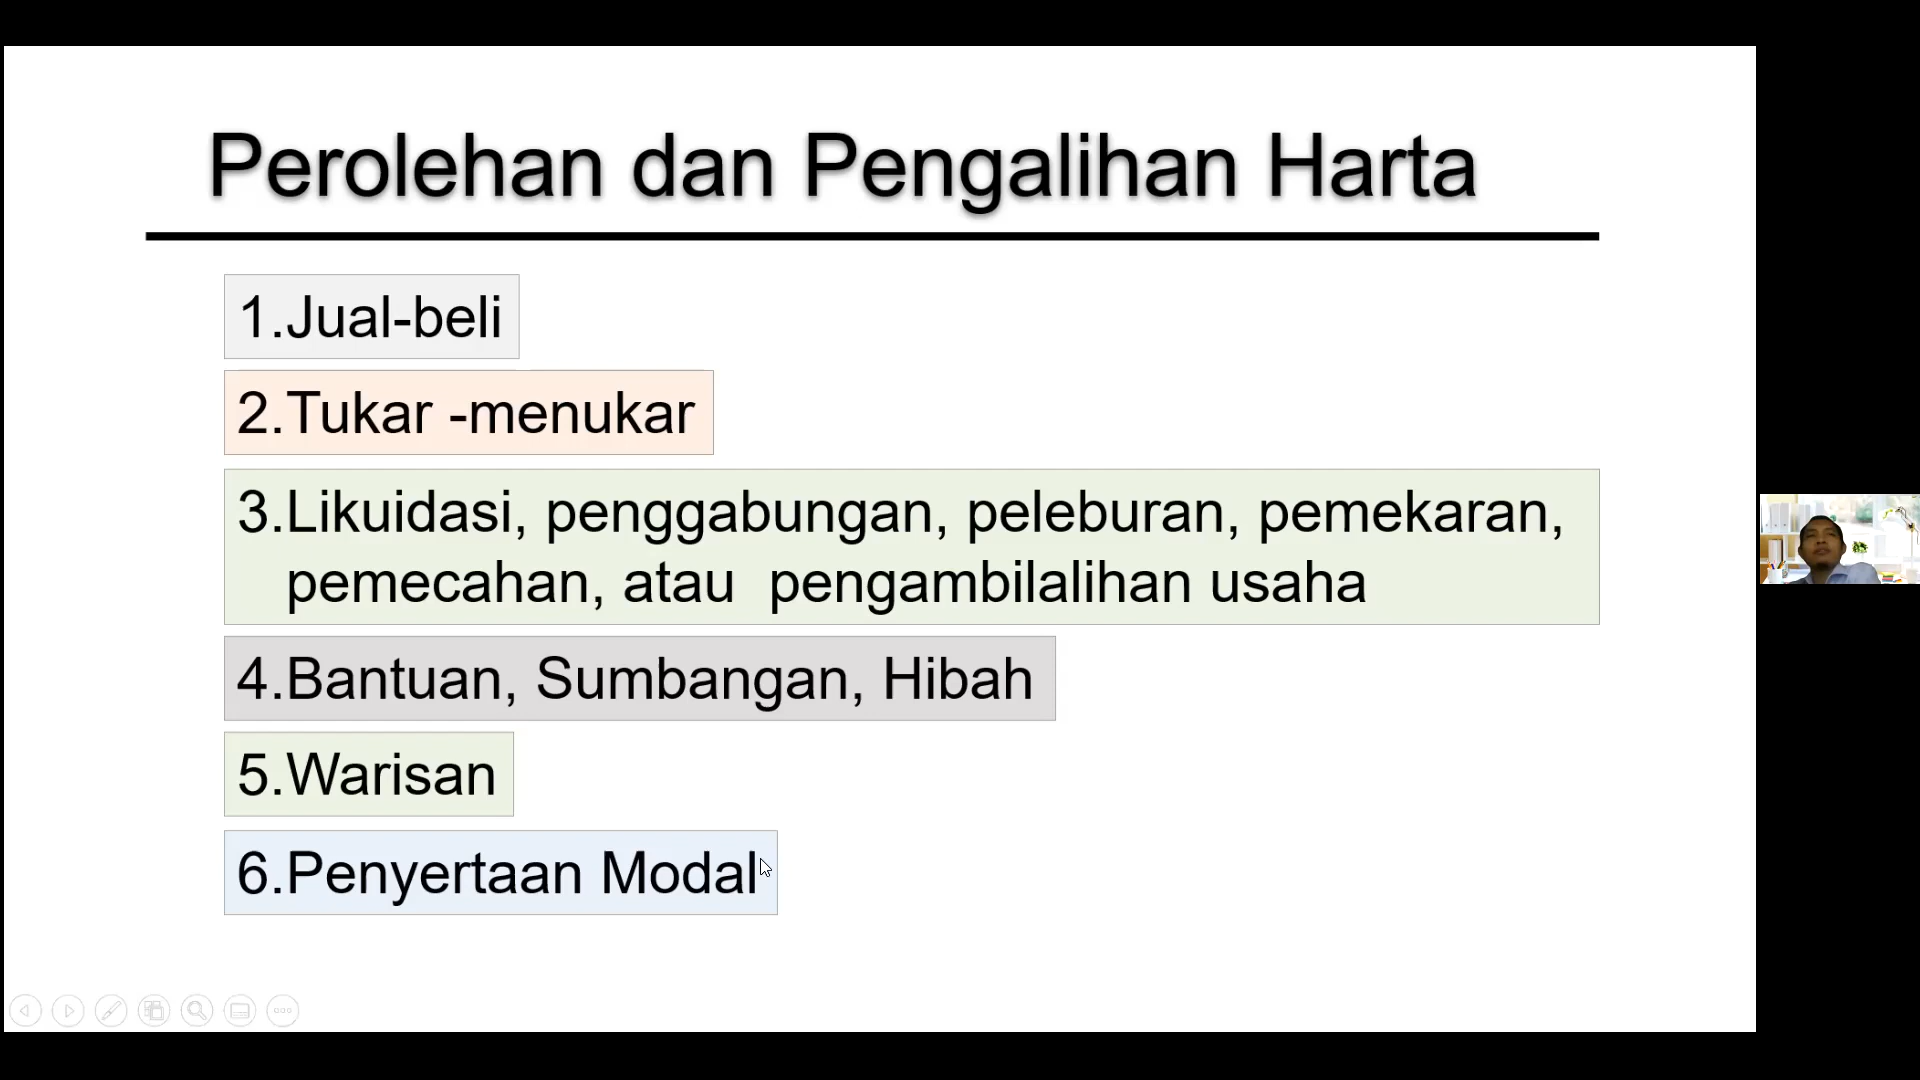 Perolehan dan Pengalihan Harta
1.Jual-beli
2.Tukar -menukar
3.Likuidasi, penggabungan, peleburan, pemekaran,
pemecahan, atau pengambilalihan usaha
4.Bantuan, Sumbangan, Hibah
5.Warisan
6.Penyertaan Modal